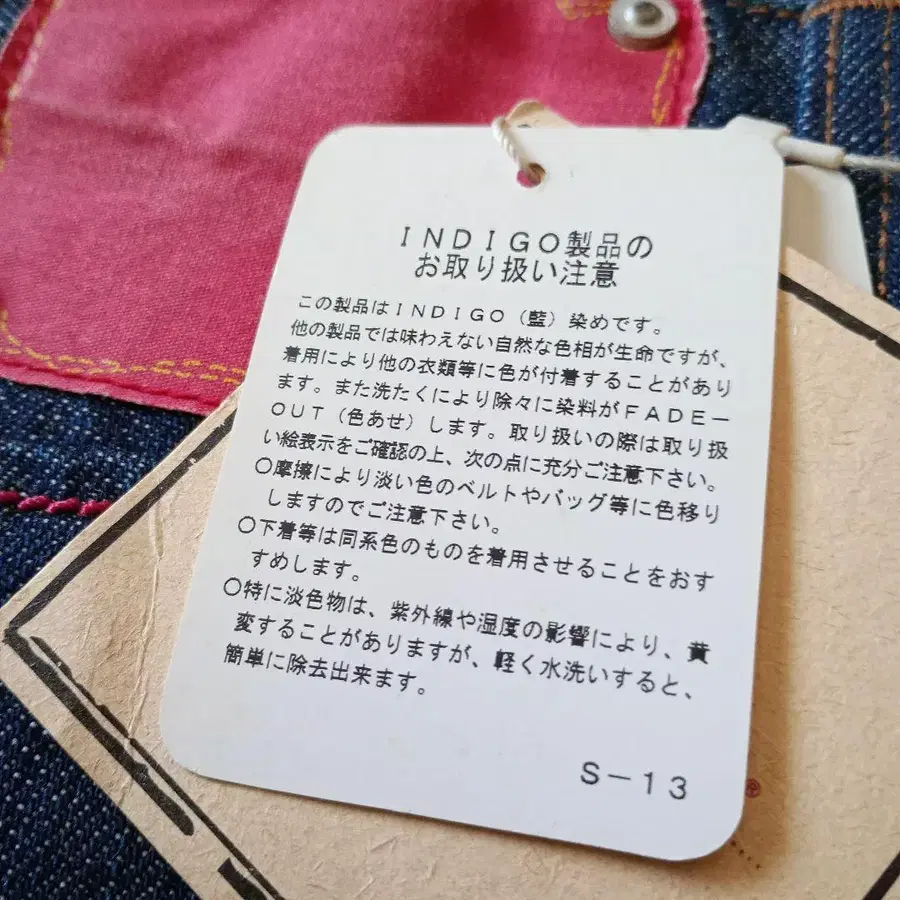 INDIGO製品の
お取り扱い注意
この製品はINDIGO(藍)染めです。
他の製品では味わえない自然な色相が生命ですが、
着用により他の衣類等に色が付着することがあり
ます。また洗たくにより除々に染料がFADE-
OUT(色あせ)します。取り扱いの際は取り扱
い絵表示をご確認の上、次の点に充分ご注意下さい。
○摩擦により淡い色のベルトやバッグ等に色移り
しますのでご注意下さい。
○下着等は同系色のものを着用させることをおす
すめします。
○特に淡色物は、紫外線や湿度の影響により、黄
変することがありますが、軽く水洗いすると、
簡単に除去出来ます。
S-13